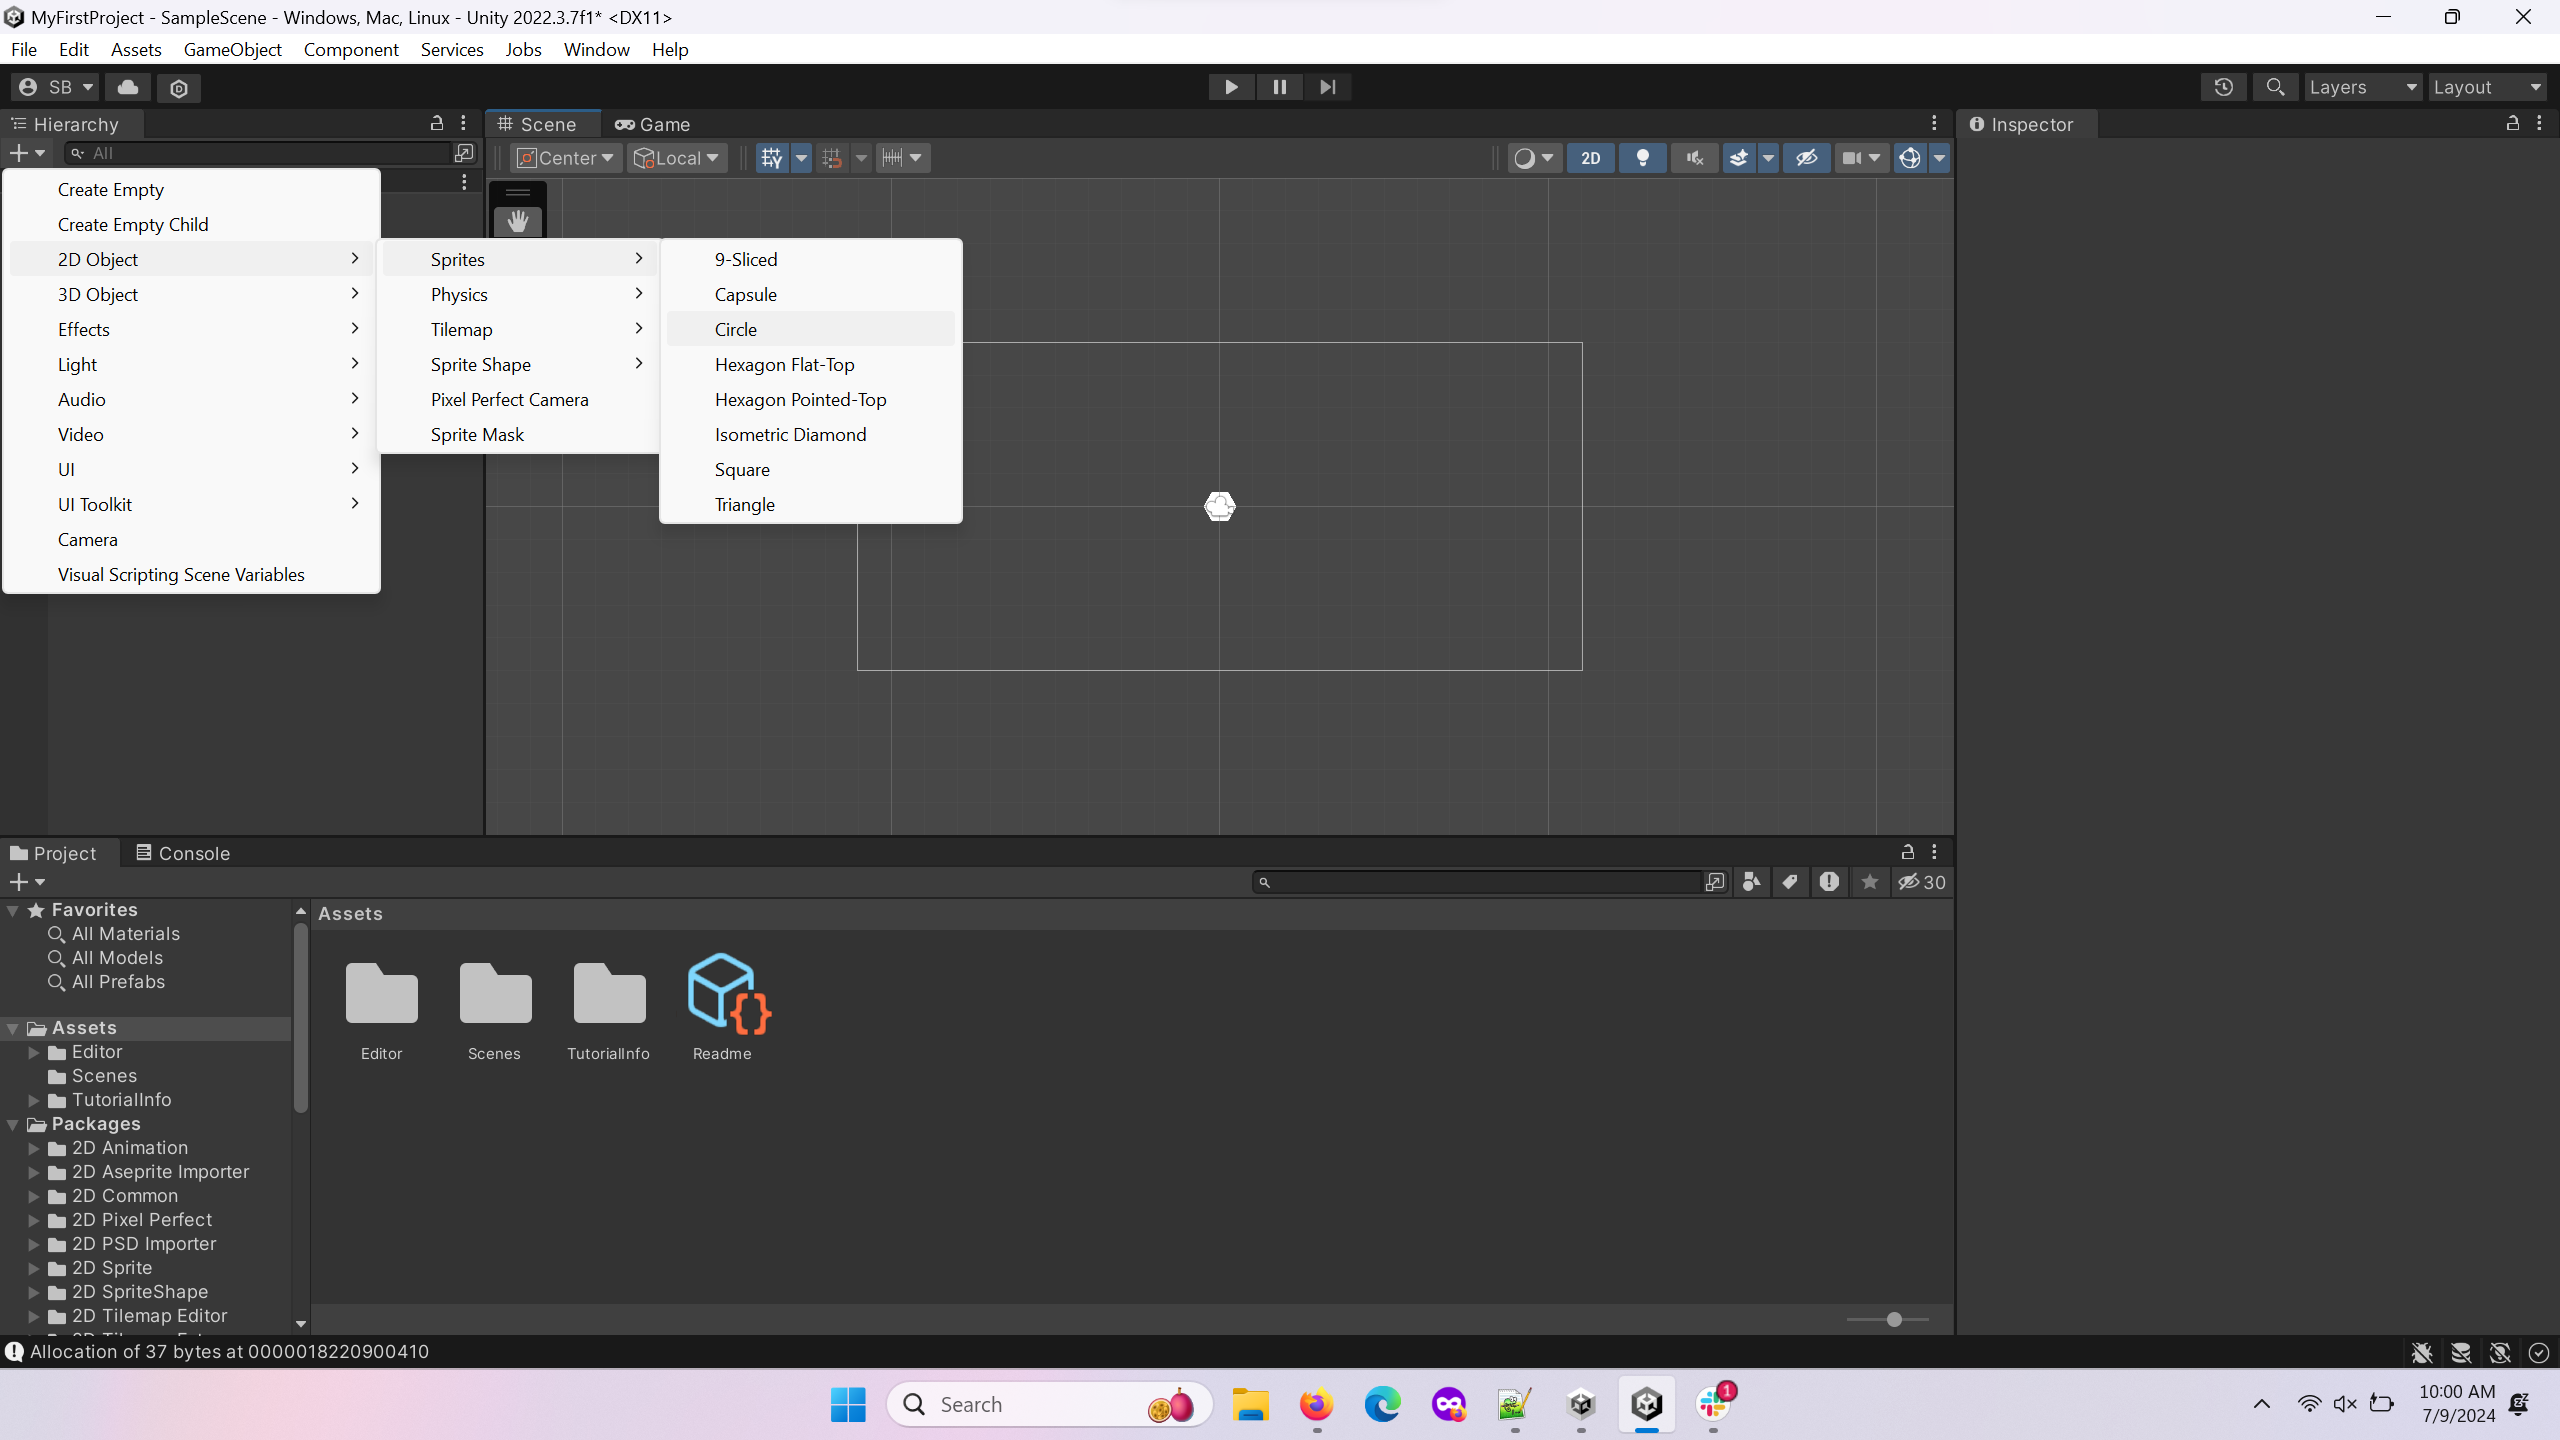 MyFirstProject - SampleScene - Windows, Mac, Linux - Unity 2022.3.7f1* <DX11>
File Edit Assets GameObject Component Services Jobs Window Help
SB Layers Layout
Hierarchy Scene Game Inspector
All Center Local 2D
Create Empty
Create Empty Child
2D Object
3D Object
Effects
Light
Audio
Video
UI
UI Toolkit
Camera
Visual Scripting Scene Variables
Sprites
Physics
Tilemap
Sprite Shape
Pixel Perfect Camera
Sprite Mask
9-Sliced
Capsule
Circle
Hexagon Flat-Top
Hexagon Pointed-Top
Isometric Diamond
Square
Triangle
Project Console
30
Favorites
All Materials
All Models
All Prefabs
Assets
Editor
Scenes
TutorialInfo
Packages
2D Animation
2D Aseprite Importer
2D Common
2D Pixel Perfect
2D PSD Importer
2D Sprite
2D SpriteShape
2D Tilemap Editor
Assets
Editor Scenes TutorialInfo Readme
Allocation of 37 bytes at 0000018220900410
Search
1
10:00 AM
7/9/2024